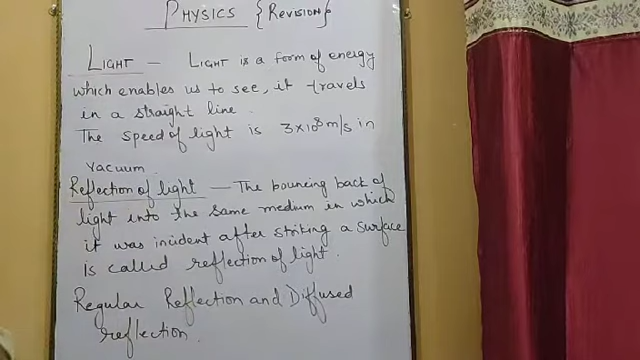 PHYSICS {REVISION}
LIGHT — LIGHT is a form of energy
which enables us to see, it travels
in a straight line.
The speed of light is 3×10⁸ m/s in
vacuum.
Reflection of light — The bouncing back of
light into the same medium in which
it was incident after striking a surface
is called reflection of light.
Regular Reflection and Diffused
reflection.